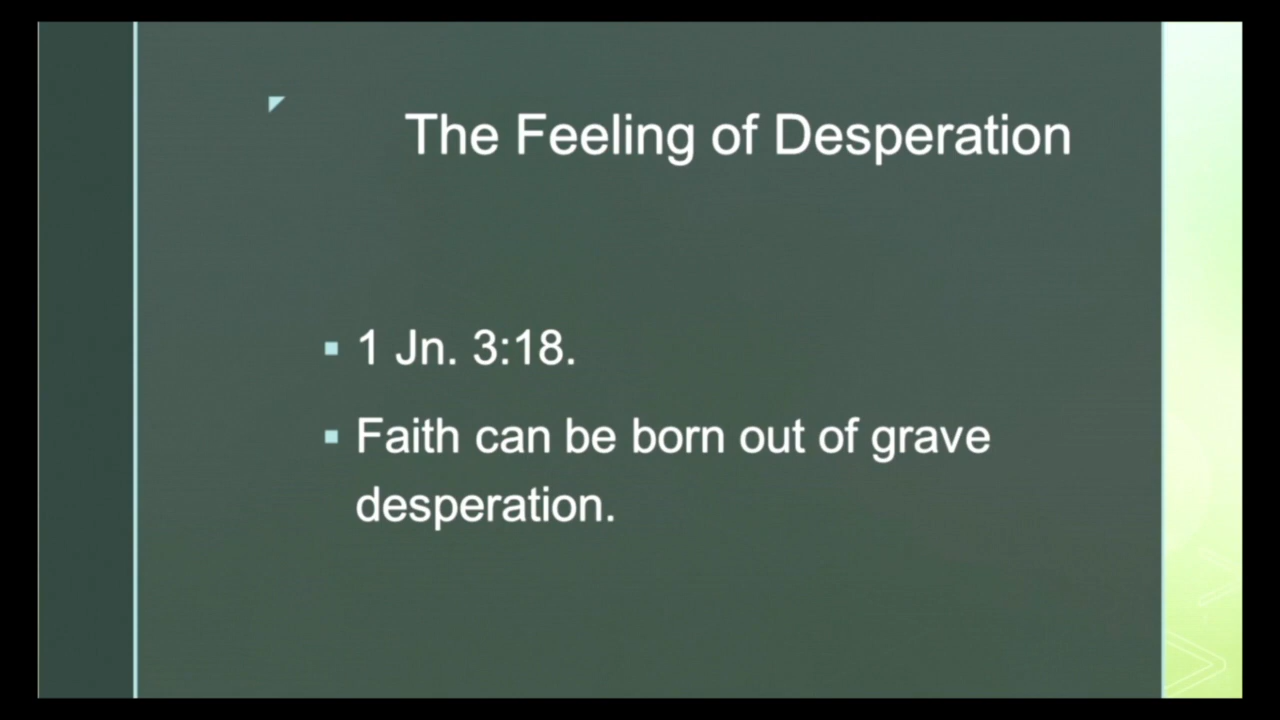 The Feeling of Desperation
1 Jn. 3:18.
Faith can be born out of grave
desperation.